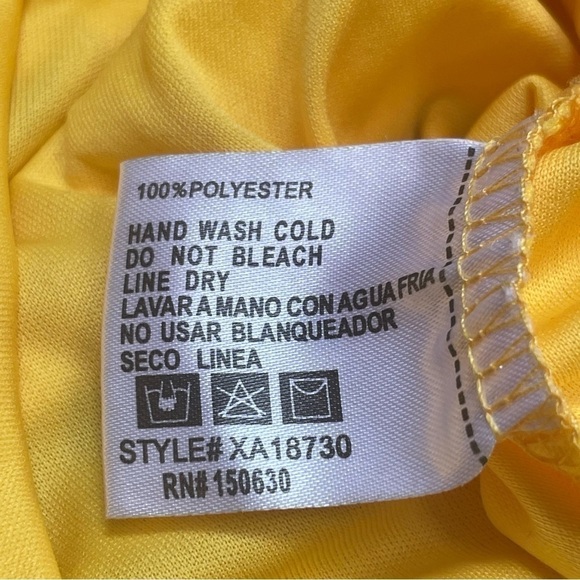 100%POLYESTER
HAND WASH COLD
DO NOT BLEACH
LINE DRY
LAVAR A MANO CON AGUA FRIA
NO USAR BLANQUEADOR
SECO LINEA
STYLE# XA18730
RN# 150630